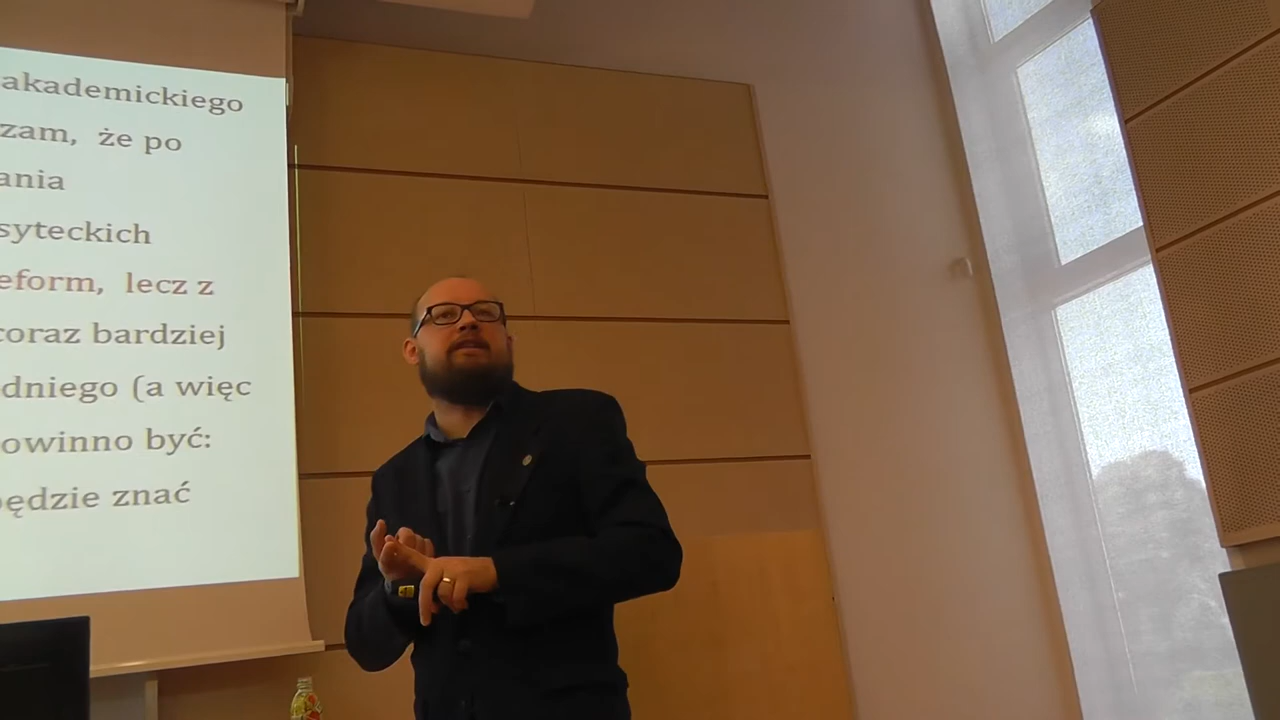 akademickiego
zam, że po
ania
syteckich
eform, lecz z
coraz bardziej
dniego (a więc
owinno być:
będzie znać